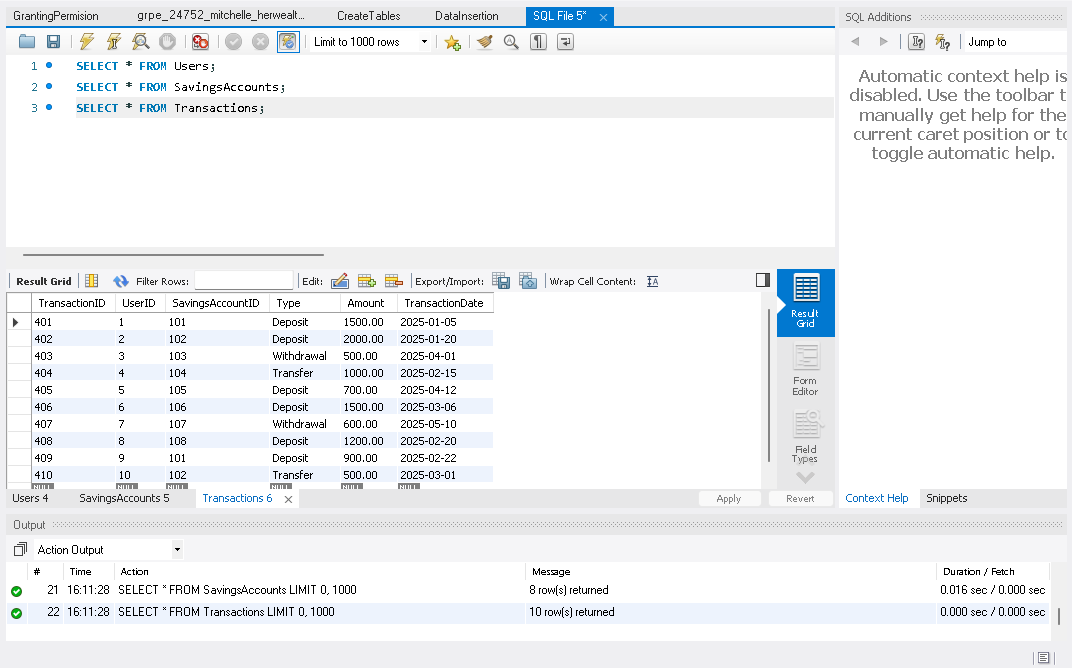 GrantingPermision grpe_24752_mitchelle_herwealt... CreateTables DataInsertion SQL File 5* SQL Additions
Limit to 1000 rows Jump to
1 SELECT * FROM Users;
2 SELECT * FROM SavingsAccounts;
3 SELECT * FROM Transactions;
Automatic context help is
disabled. Use the toolbar t
manually get help for the
current caret position or to
toggle automatic help.
Result Grid Filter Rows: Edit: Export/Import: Wrap Cell Content:
TransactionID UserID SavingsAccountID Type Amount TransactionDate
401 1 101 Deposit 1500.00 2025-01-05
402 2 102 Deposit 2000.00 2025-01-20
403 3 103 Withdrawal 500.00 2025-04-01
404 4 104 Transfer 1000.00 2025-02-15
405 5 105 Deposit 700.00 2025-04-12
406 6 106 Deposit 1500.00 2025-03-06
407 7 107 Withdrawal 600.00 2025-05-10
408 8 108 Deposit 1200.00 2025-02-20
409 9 101 Deposit 900.00 2025-02-22
410 10 102 Transfer 500.00 2025-03-01
NULL NULL NULL NULL NULL NULL
Result
Grid
Form
Editor
Field
Types
Users 4 SavingsAccounts 5 Transactions 6 Apply Revert Context Help Snippets
Output
Action Output
# Time Action Message Duration / Fetch
21 16:11:28 SELECT * FROM SavingsAccounts LIMIT 0, 1000 8 row(s) returned 0.016 sec / 0.000 sec
22 16:11:28 SELECT * FROM Transactions LIMIT 0, 1000 10 row(s) returned 0.000 sec / 0.000 sec